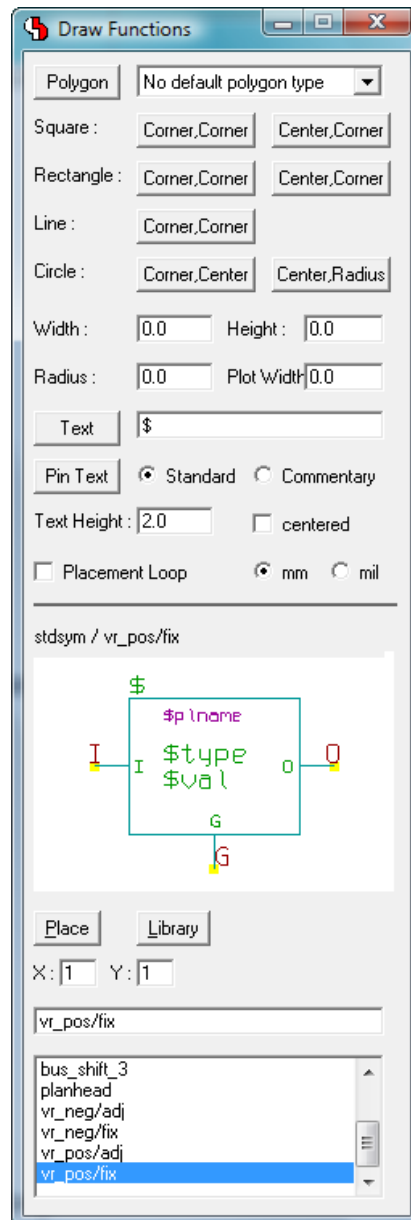 Draw Functions
Polygon No default polygon type
Square : Corner,Corner Center,Corner
Rectangle : Corner,Corner Center,Corner
Line : Corner,Corner
Circle : Corner,Center Center,Radius
Width : 0.0 Height : 0.0
Radius : 0.0 Plot Width 0.0
Text $
Pin Text Standard Commentary
Text Height : 2.0 centered
Placement Loop mm mil
stdsym / vr_pos/fix
$
$plname
I I $type O O
$val
G
G
Place Library
X : 1 Y : 1
vr_pos/fix
bus_shift_3
planhead
vr_neg/adj
vr_neg/fix
vr_pos/adj
vr_pos/fix